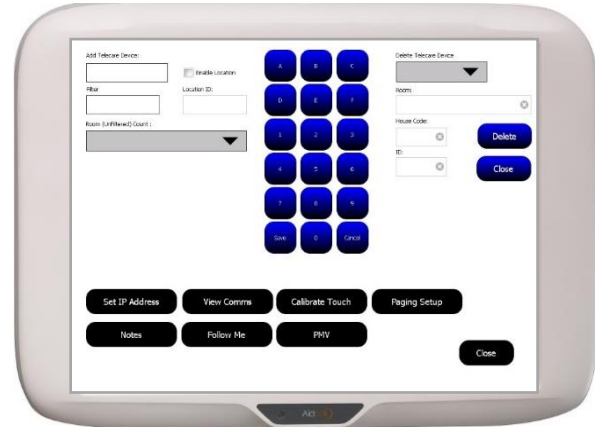 Add Telecare Device:
Enable Location
Filter
Location ID:
Room (Unfiltered) Count :
A B C
D E F
1 2 3
4 5 6
7 8 9
Save 0 Cancel
Delete Telecare Device
Room:
House Code:
Delete
ID:
Close
Set IP Address View Comms Calibrate Touch Paging Setup
Notes Follow Me PMV
Close
Aid